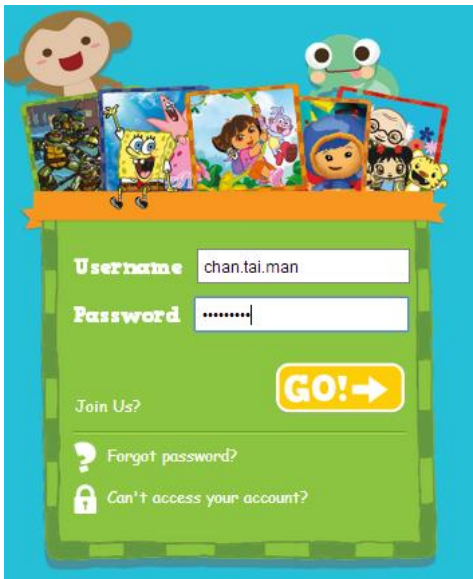 Username chan.tai.man
Password •••••••••
GO!
Join Us?
Forgot password?
Can't access your account?